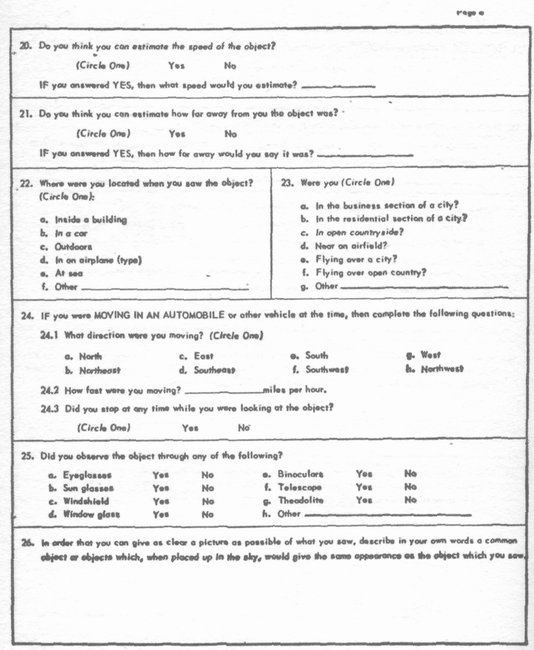 Page
20. Do you think you can estimate the speed of the object?
(Circle One) Yes No
IF you answered YES, then what speed would you estimate?
21. Do you think you can estimate how far away from you the object was?
(Circle One) Yes No
IF you answered YES, then how far away would you say it was?
22. Where were you located when you saw the object?
(Circle One):
a. Inside a building
b. In a car
c. Outdoors
d. In an airplane (type)
e. At sea
f. Other
23. Were you (Circle One)
a. In the business section of a city?
b. In the residential section of a city?
c. In open countryside?
d. Near an airfield?
e. Flying over a city?
f. Flying over open country?
g. Other
24. IF you were MOVING IN AN AUTOMOBILE or other vehicle at the time, then complete the following questions:
24.1 What direction were you moving? (Circle One)
a. North c. East e. South g. West
b. Northeast d. Southeast f. Southwest h. Northwest
24.2 How fast were you moving? miles per hour.
24.3 Did you stop at any time while you were looking at the object?
(Circle One) Yes No
25. Did you observe the object through any of the following?
a. Eyeglasses Yes No e. Binoculars Yes No
b. Sun glasses Yes No f. Telescope Yes No
c. Windshield Yes No g. Theodolite Yes No
d. Window glass Yes No h. Other
26. In order that you can give as clear a picture as possible of what you saw, describe in your own words a common
object or objects which, when placed up in the sky, would give the same appearance as the object which you saw.